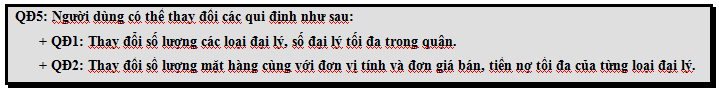 QĐ5: Người dùng có thể thay đổi các qui định như sau:
+ QĐ1: Thay đổi số lượng các loại đại lý, số đại lý tối đa trong quận.
+ QĐ2: Thay đổi số lượng mặt hàng cùng với đơn vị tính và đơn giá bán, tiền nợ tối đa của từng loại đại lý.